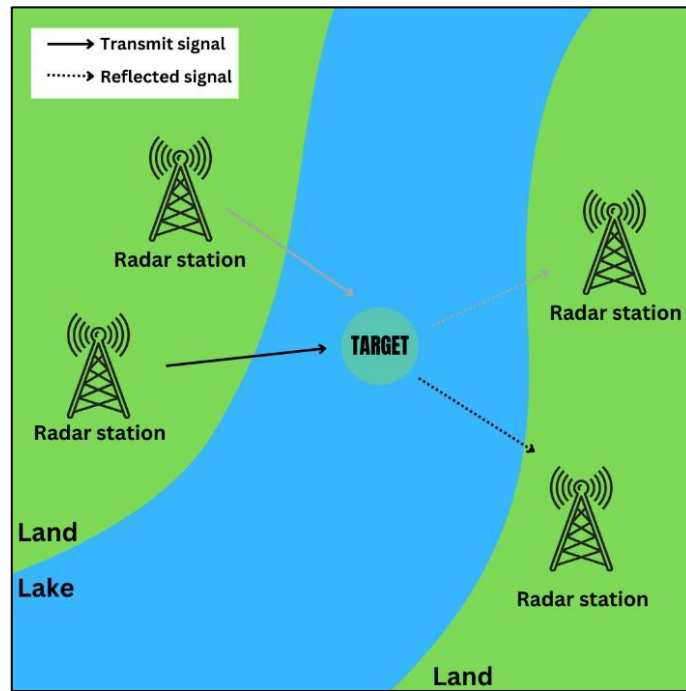 Transmit signal
Reflected signal
Radar station
Radar station
TARGET
Radar station
Radar station
Land
Lake
Land